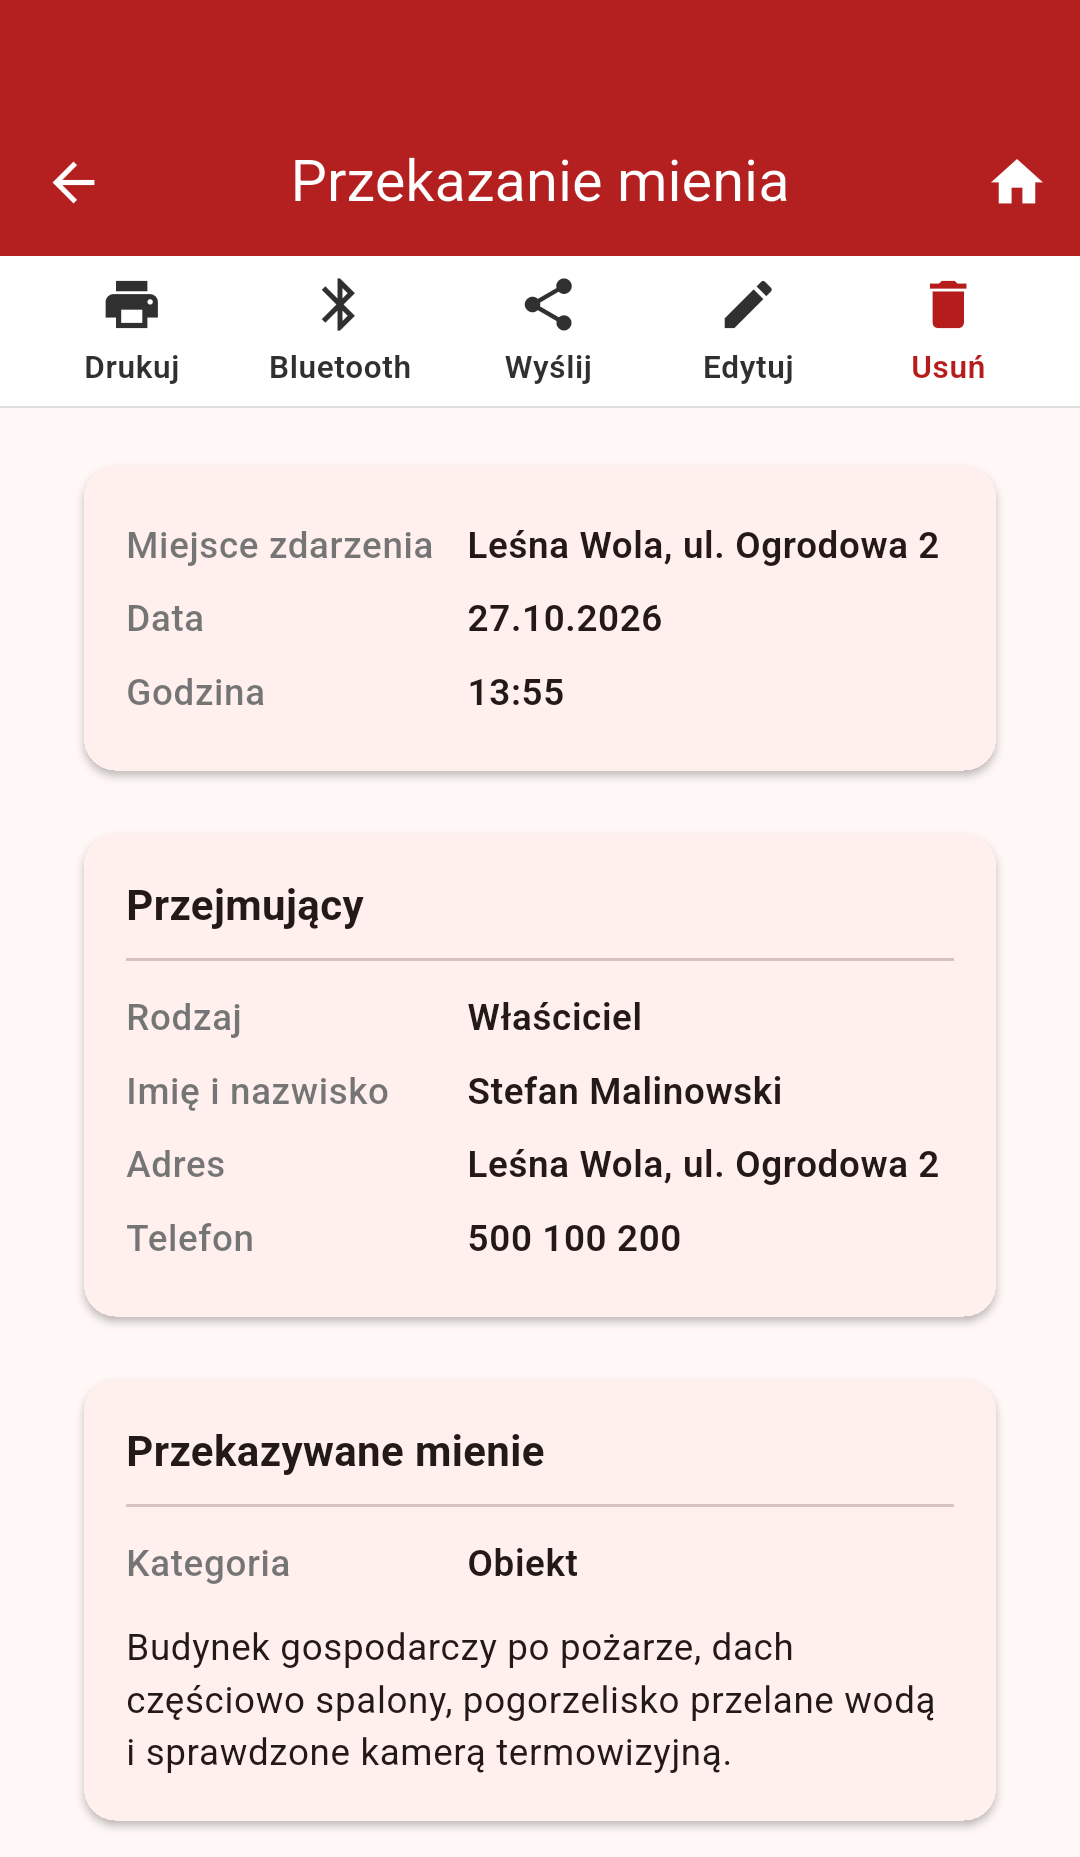 Przekazanie mienia
Drukuj Bluetooth Wyślij Edytuj Usuń
Miejsce zdarzenia Leśna Wola, ul. Ogrodowa 2
Data 27.10.2026
Godzina 13:55
Przejmujący
Rodzaj Właściciel
Imię i nazwisko Stefan Malinowski
Adres Leśna Wola, ul. Ogrodowa 2
Telefon 500 100 200
Przekazywane mienie
Kategoria Obiekt
Budynek gospodarczy po pożarze, dach
częściowo spalony, pogorzelisko przelane wodą
i sprawdzone kamerą termowizyjną.